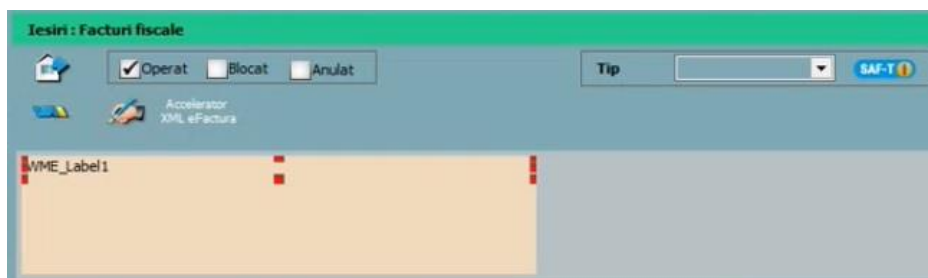 Iesiri : Facturi fiscale
Operat Blocat Anulat Tip SAF-T
Accelerator
XML eFactura
WME_Label1